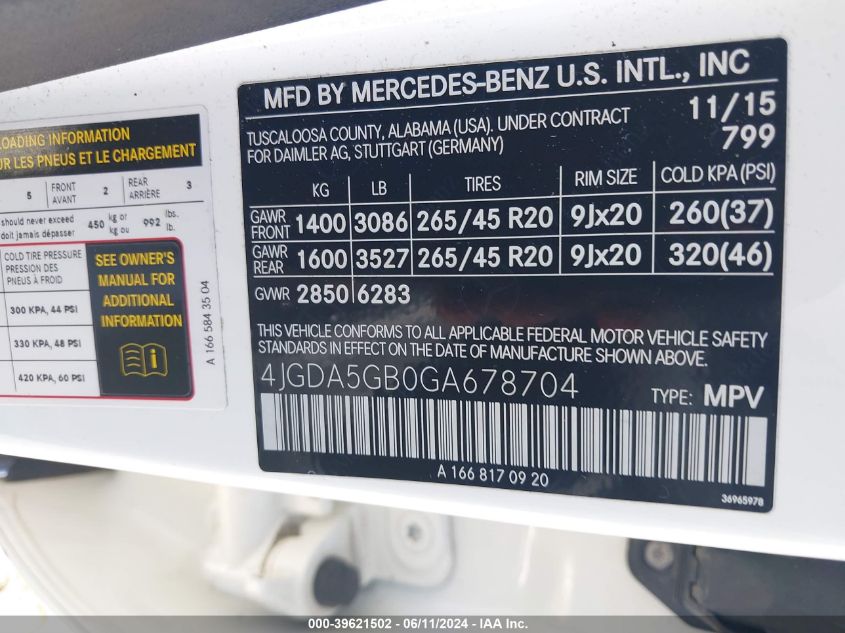 LOADING INFORMATION
UR LES PNEUS ET LE CHARGEMENT
5 FRONT AVANT 2 REAR ARRIÈRE 3
should never exceed
doit jamais dépasser 450 kg or kg ou 992 lbs. lb.
COLD TIRE PRESSURE
PRESSION DES
PNEUS À FROID
300 KPA, 44 PSI
330 KPA, 48 PSI
420 KPA, 60 PSI
SEE OWNER'S
MANUAL FOR
ADDITIONAL
INFORMATION
A 166 584 35 04
MFD BY MERCEDES-BENZ U.S. INTL., INC
TUSCALOOSA COUNTY, ALABAMA (USA). UNDER CONTRACT 11/15
FOR DAIMLER AG, STUTTGART (GERMANY) 799
KG LB TIRES RIM SIZE COLD KPA (PSI)
GAWR FRONT 1400 3086 265/45 R20 9Jx20 260(37)
GAWR REAR 1600 3527 265/45 R20 9Jx20 320(46)
GVWR 2850 6283
THIS VEHICLE CONFORMS TO ALL APPLICABLE FEDERAL MOTOR VEHICLE SAFETY
STANDARDS IN EFFECT ON THE DATE OF MANUFACTURE SHOWN ABOVE.
4JGDA5GB0GA678704 TYPE: MPV
A 166 817 09 20
36965978
000-39621502 - 06/11/2024 - IAA Inc.